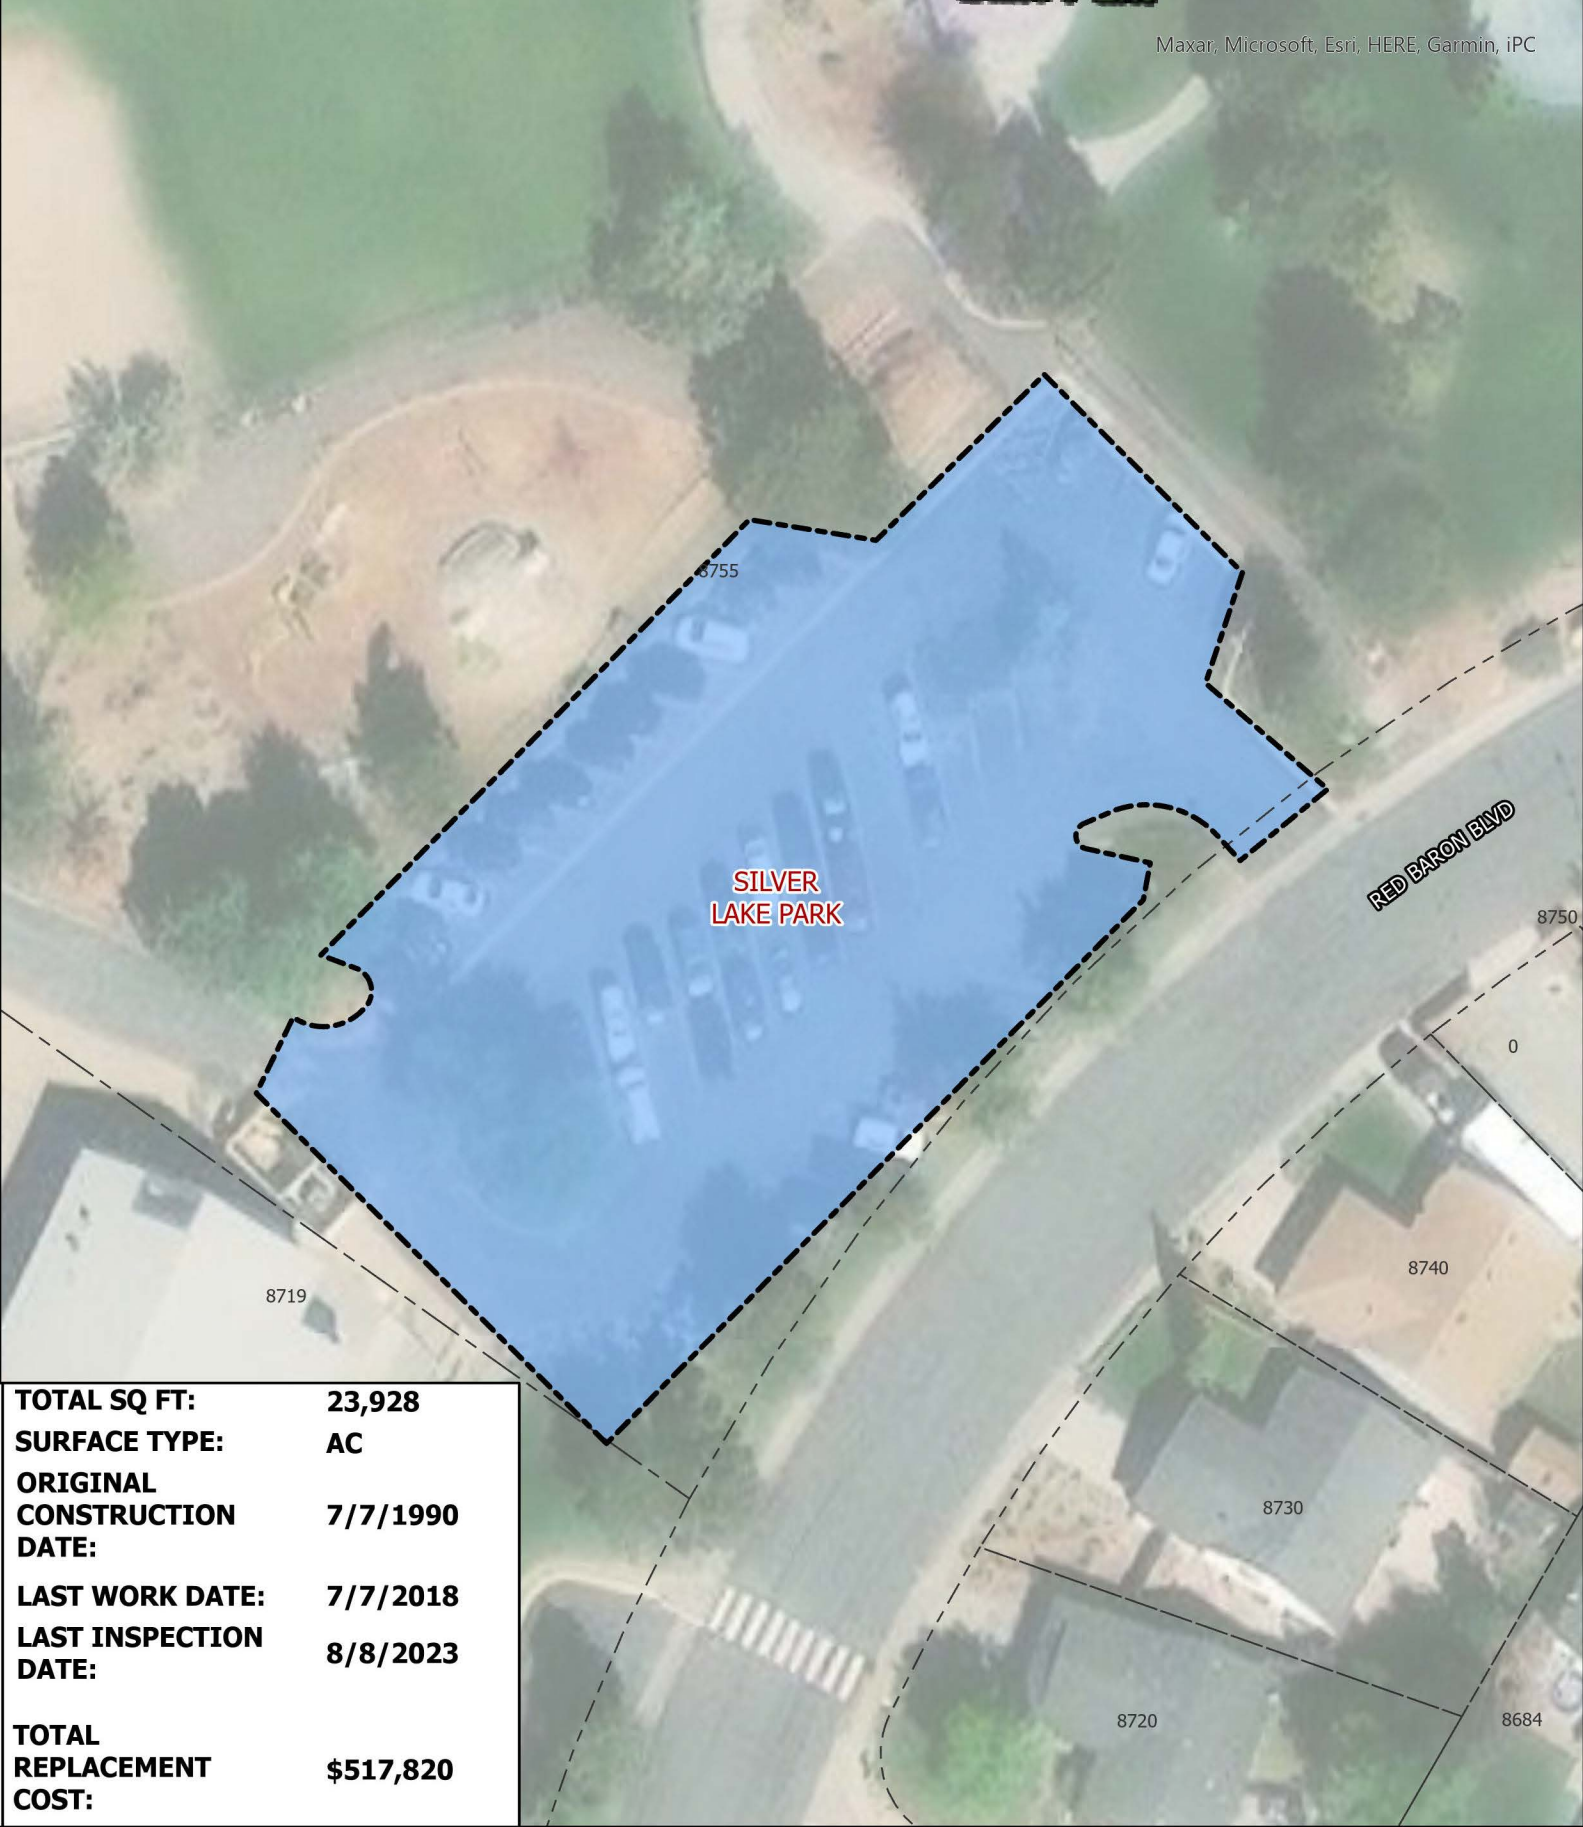 Maxar, Microsoft, Esri, HERE, Garmin, iPC
8755
SILVER
LAKE PARK
RED BARON BLVD
8750
0
8740
8719
8730
8720
8684
TOTAL SQ FT: 23,928
SURFACE TYPE: AC
ORIGINAL
CONSTRUCTION 7/7/1990
DATE:
LAST WORK DATE: 7/7/2018
LAST INSPECTION
DATE: 8/8/2023
TOTAL
REPLACEMENT $517,820
COST: